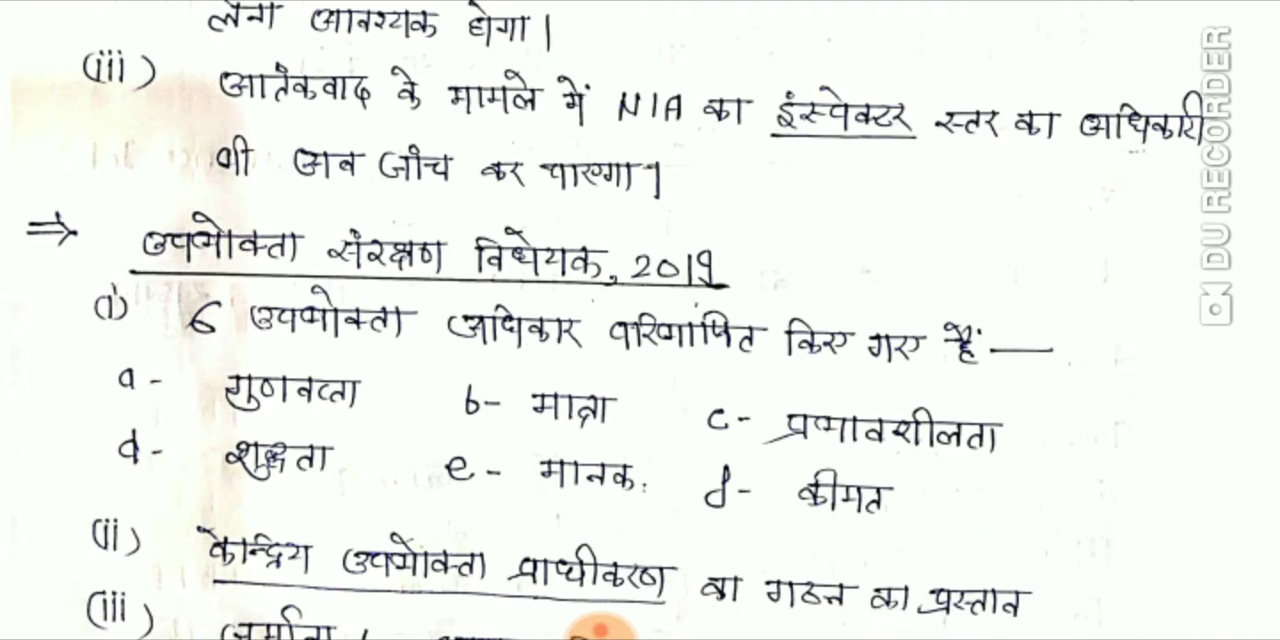 लेना आवश्यक होगा।
(iii) आतंकवाद के मामले में NIA का इंस्पेक्टर स्तर का अधिकारी
भी अब जाँच कर पाएगा।
⇒ उपभोक्ता संरक्षण विधेयक, 2019
(i) 6 उपभोक्ता अधिकार परिभाषित किए गए हैं —
a- गुणवत्ता b- मात्रा c- प्रभावशीलता
d- शुद्धता e- मानक f- कीमत
(ii) केन्द्रिय उपभोक्ता प्राधीकरण का गठन का प्रस्ताव
(iii) जुर्माना
DU RECORDER